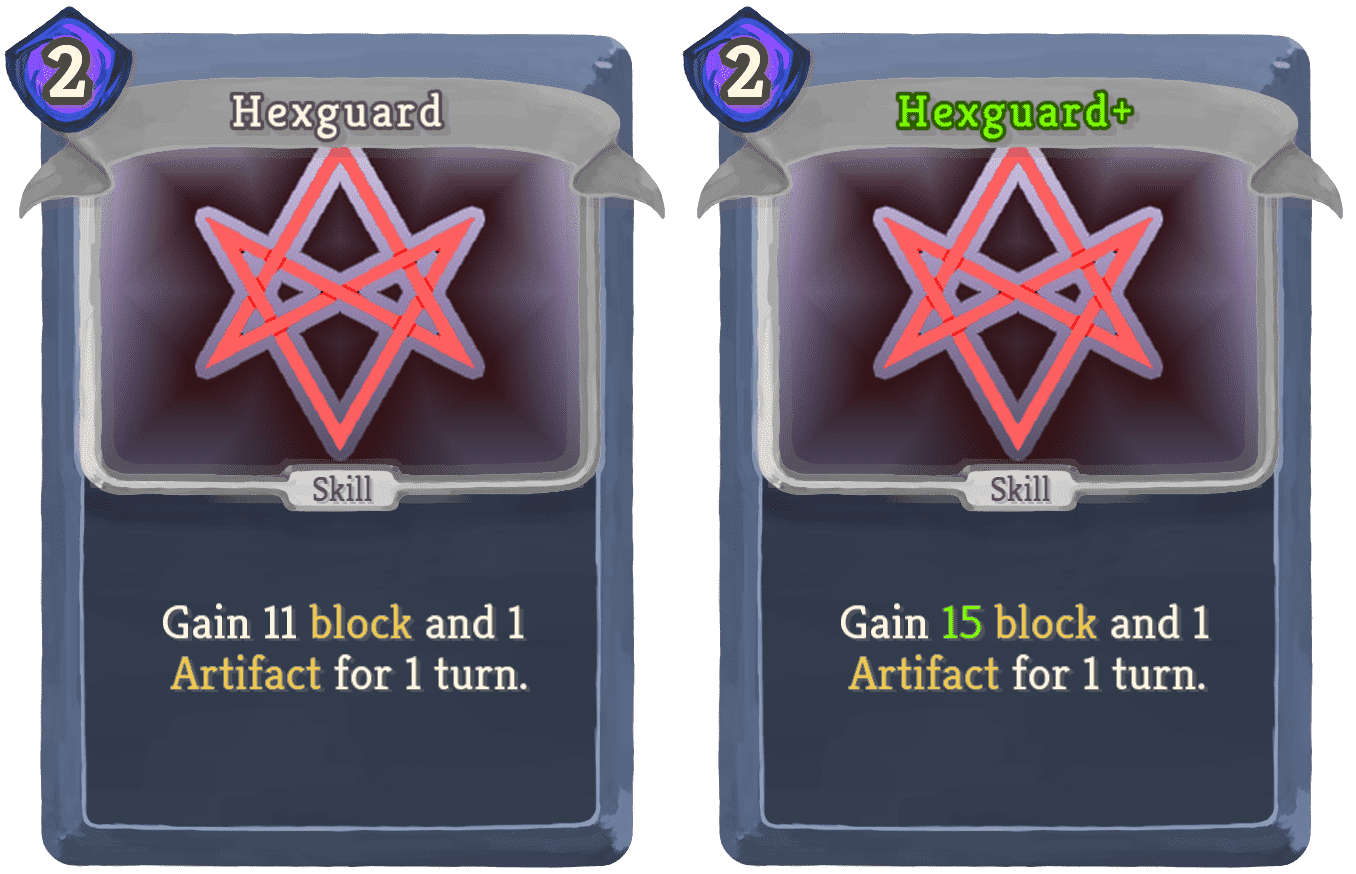 2
Hexguard
Skill
Gain 11 block and 1
Artifact for 1 turn.
2
Hexguard+
Skill
Gain 15 block and 1
Artifact for 1 turn.